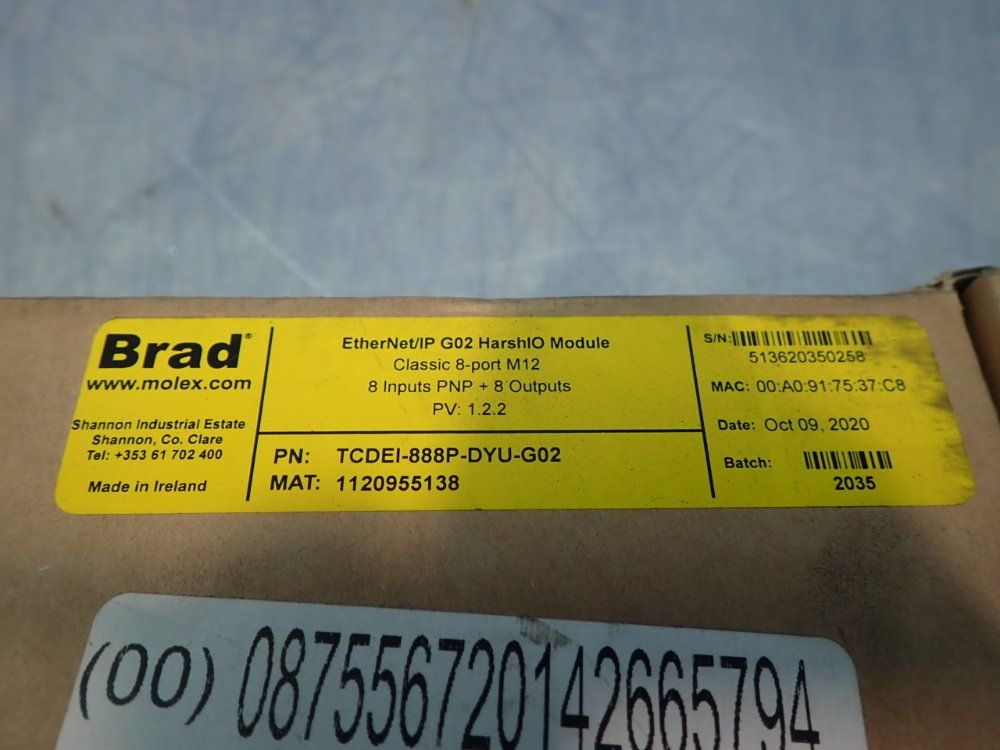 Brad®
www.molex.com
Shannon Industrial Estate
Shannon, Co. Clare
Tel: +353 61 702 400
Made in Ireland
EtherNet/IP G02 HarshIO Module
Classic 8-port M12
8 Inputs PNP + 8 Outputs
PV: 1.2.2
PN: TCDEI-888P-DYU-G02
MAT: 1120955138
S/N:
513620350258
MAC: 00:A0:91:75:37:C8
Date: Oct 09, 2020
Batch:
2035
(00) 087556720142665794